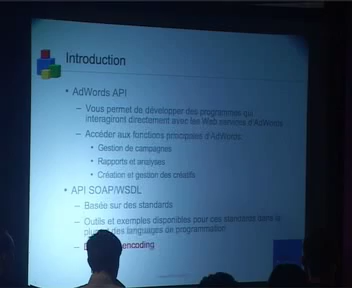 Introduction
• AdWords API
– Vous permet de développer des programmes qui
interagiront directement avec les Web services d'AdWords
– Accéder aux fonctions principales d'AdWords:
• Gestion de campagnes
• Rapports et analyses
• Création et gestion des créatifs
• API SOAP/WSDL
– Basée sur des standards
– Outils et exemples disponibles pour ces standards dans la
plupart des languages de programmation
– encoding